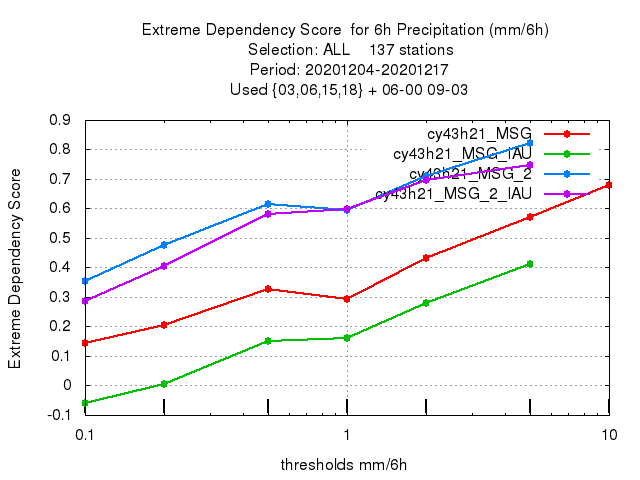 Extreme Dependency Score  for 6h Precipitation (mm/6h)
Selection: ALL    137 stations
Period: 20201204-20201217
Used {03,06,15,18} + 06-00 09-03
cy43h21_MSG
cy43h21_MSG_IAU
cy43h21_MSG_2
cy43h21_MSG_2_IAU
Extreme Dependency Score
0.9
0.8
0.7
0.6
0.5
0.4
0.3
0.2
0.1
0
-0.1
0.1
1
10
thresholds mm/6h